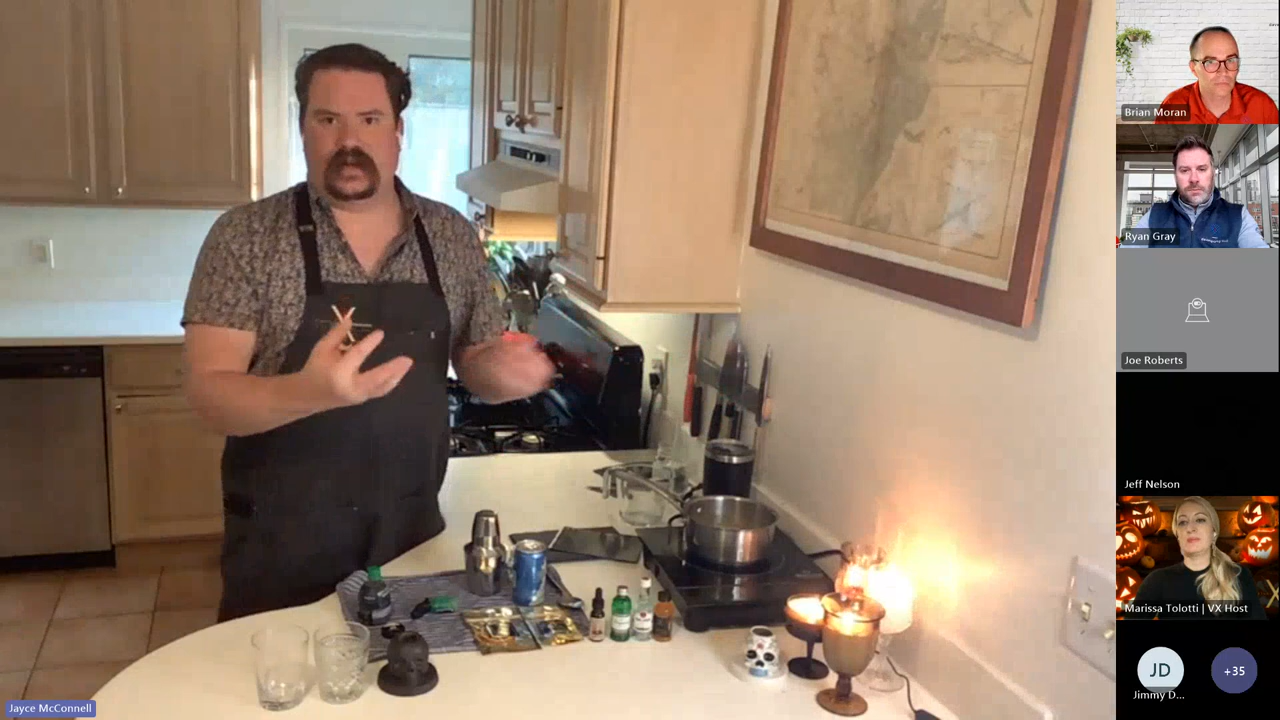 Brian Moran
Ryan Gray
Joe Roberts
Jeff Nelson
Marissa Tolotti | VX Host
JD
Jimmy D...
+35
Jayce McConnell